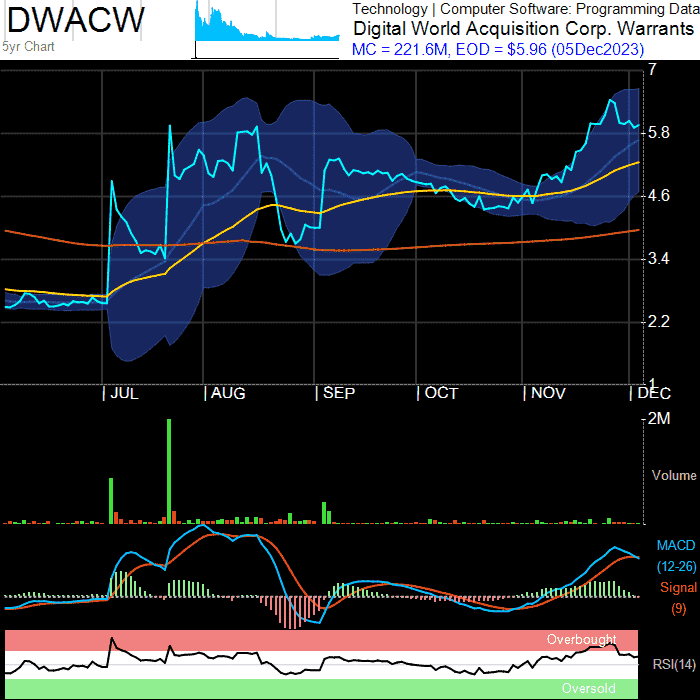 DWACW
5yr Chart
Technology | Computer Software: Programming Data
Digital World Acquisition Corp. Warrants
MC = 221.6M, EOD = $5.96 (05Dec2023)
7
5.8
4.6
3.4
2.2
1
JUL AUG SEP OCT NOV DEC
2M
Volume
MACD
(12-26)
Signal
(9)
Overbought
RSI(14)
Oversold